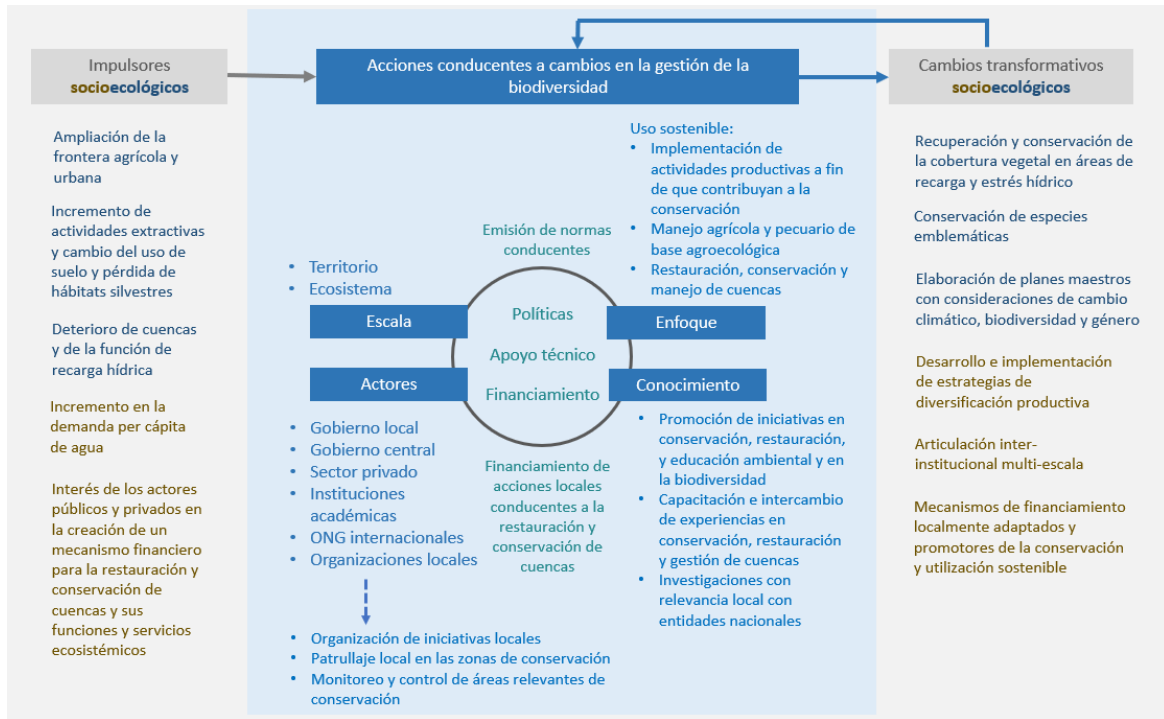 Impulsores
socioecológicos
Ampliación de la
frontera agrícola y
urbana
Incremento de
actividades extractivas
y cambio del uso de
suelo y pérdida de
hábitats silvestres
Deterioro de cuencas
y de la función de
recarga hídrica
Incremento en la
demanda per cápita
de agua
Interés de los actores
públicos y privados en
la creación de un
mecanismo financiero
para la restauración y
conservación de
cuencas y sus
funciones y servicios
ecosistémicos
Acciones conducentes a cambios en la gestión de la
biodiversidad
• Territorio
• Ecosistema
Escala
Actores
• Gobierno local
• Gobierno central
• Sector privado
• Instituciones
académicas
• ONG internacionales
• Organizaciones locales
• Organización de iniciativas locales
• Patrullaje local en las zonas de conservación
• Monitoreo y control de áreas relevantes de
conservación
Emisión de normas
conducentes
Políticas
Apoyo técnico
Financiamiento
Financiamiento de
acciones locales
conducentes a la
restauración y
conservación de
cuencas
Uso sostenible:
• Implementación de
actividades productivas a fin
de que contribuyan a la
conservación
• Manejo agrícola y pecuario de
base agroecológica
• Restauración, conservación y
manejo de cuencas
Enfoque
Conocimiento
• Promoción de iniciativas en
conservación, restauración,
y educación ambiental y en
la biodiversidad
• Capacitación e intercambio
de experiencias en
conservación, restauración
y gestión de cuencas
• Investigaciones con
relevancia local con
entidades nacionales
Cambios transformativos
socioecológicos
Recuperación y conservación de
la cobertura vegetal en áreas de
recarga y estrés hídrico
Conservación de especies
emblemáticas
Elaboración de planes maestros
con consideraciones de cambio
climático, biodiversidad y género
Desarrollo e implementación
de estrategias de
diversificación productiva
Articulación inter-
institucional multi-escala
Mecanismos de financiamiento
localmente adaptados y
promotores de la conservación
y utilización sostenible